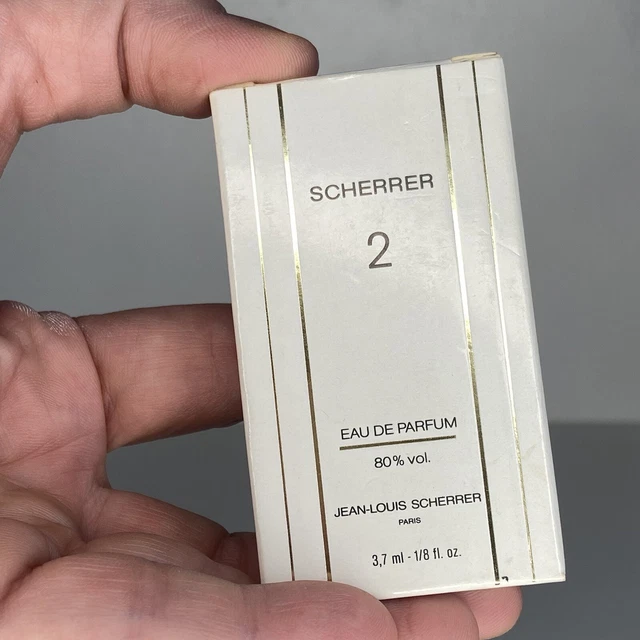 SCHERRER
2
EAU DE PARFUM
80% vol.
JEAN-LOUIS SCHERRER
PARIS
3,7 ml - 1/8 fl. oz.